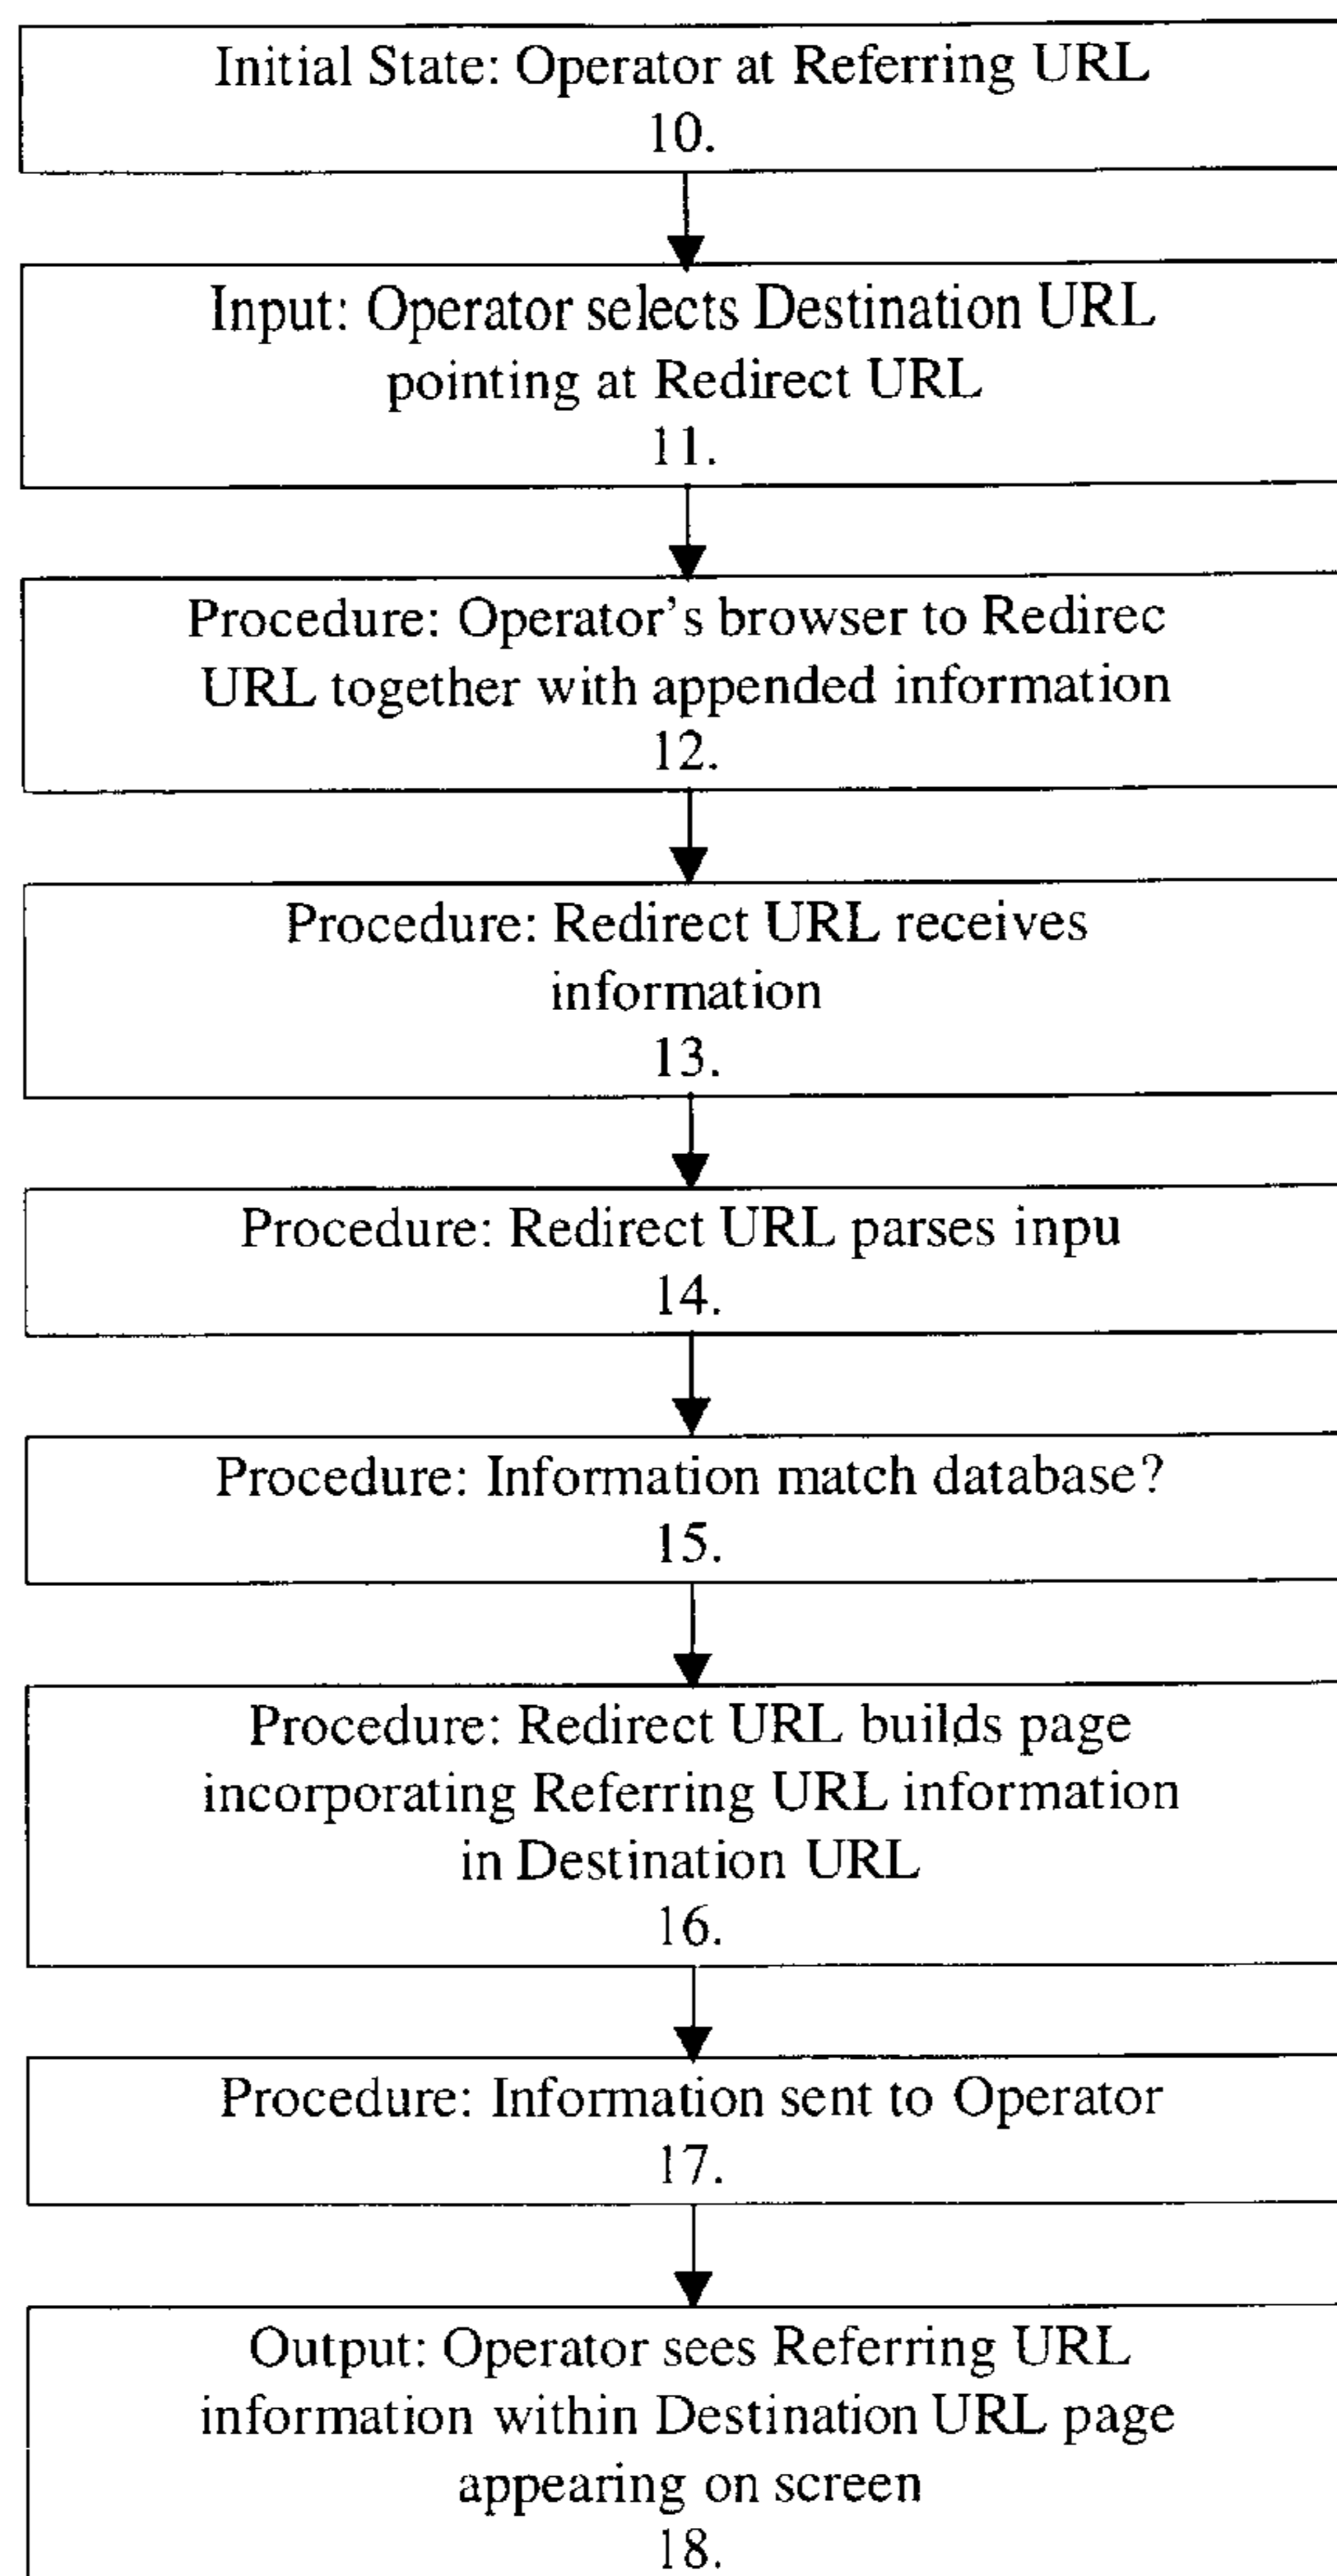 Initial State: Operator at Referring URL
10.
Input: Operator selects Destination URL
pointing at Redirect URL
11.
Procedure: Operator's browser to Redirec
URL together with appended information
12.
Procedure: Redirect URL receives
information
13.
Procedure: Redirect URL parses inpu
14.
Procedure: Information match database?
15.
Procedure: Redirect URL builds page
incorporating Referring URL information
in Destination URL
16.
Procedure: Information sent to Operator
17.
Output: Operator sees Referring URL
information within Destination URL page
appearing on screen
18.